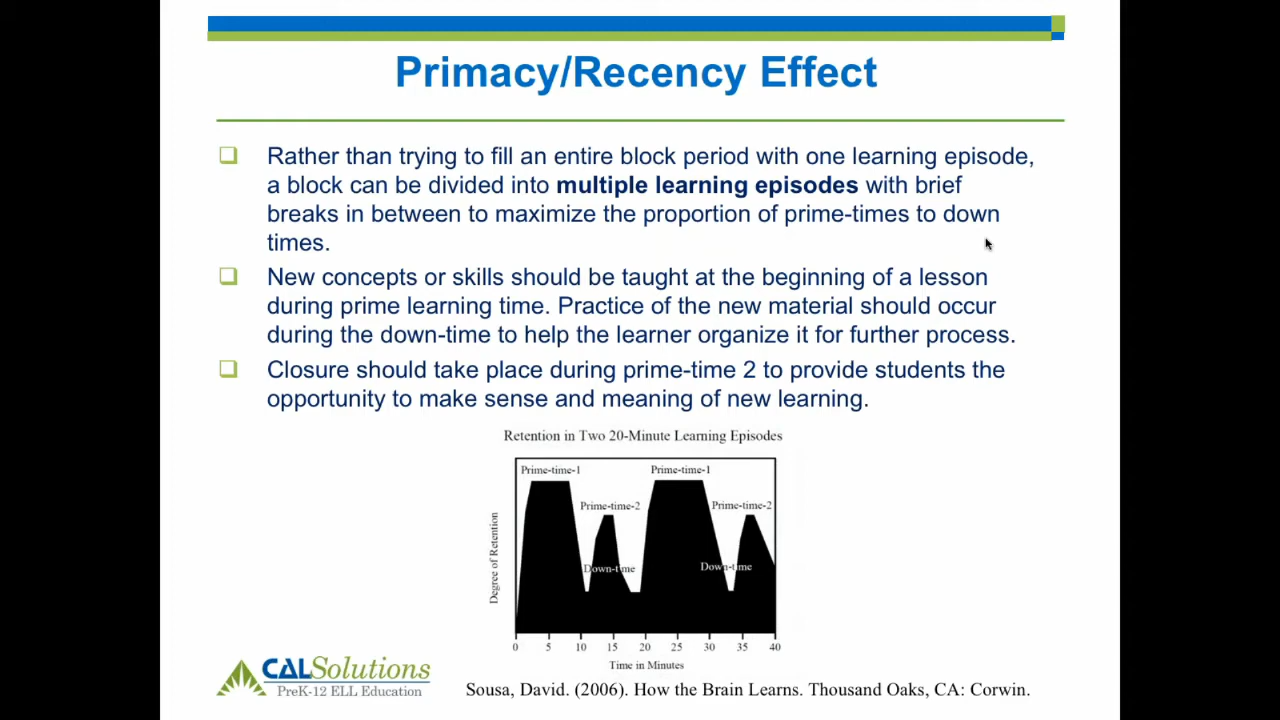 Primacy/Recency Effect
Rather than trying to fill an entire block period with one learning episode,
a block can be divided into multiple learning episodes with brief
breaks in between to maximize the proportion of prime-times to down
times.
New concepts or skills should be taught at the beginning of a lesson
during prime learning time. Practice of the new material should occur
during the down-time to help the learner organize it for further process.
Closure should take place during prime-time 2 to provide students the
opportunity to make sense and meaning of new learning.
Retention in Two 20-Minute Learning Episodes
Prime-time-1 Prime-time-1
Prime-time-2 Prime-time-2
Degree of Retention
Down-time Down-time
0 5 10 15 20 25 30 35 40
Time in Minutes
CALSolutions
PreK-12 ELL Education
Sousa, David. (2006). How the Brain Learns. Thousand Oaks, CA: Corwin.